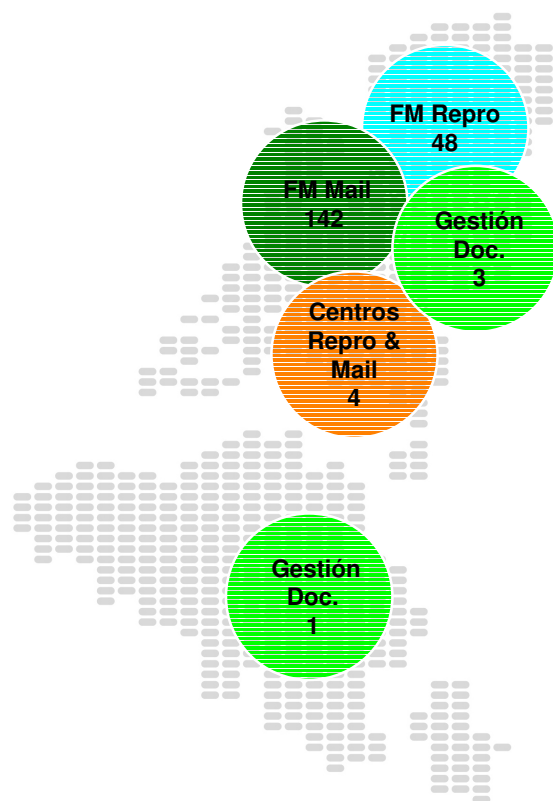 FM Repro
48
FM Mail
142
Gestión
Doc.
3
Centros
Repro &
Mail
4
Gestión
Doc.
1